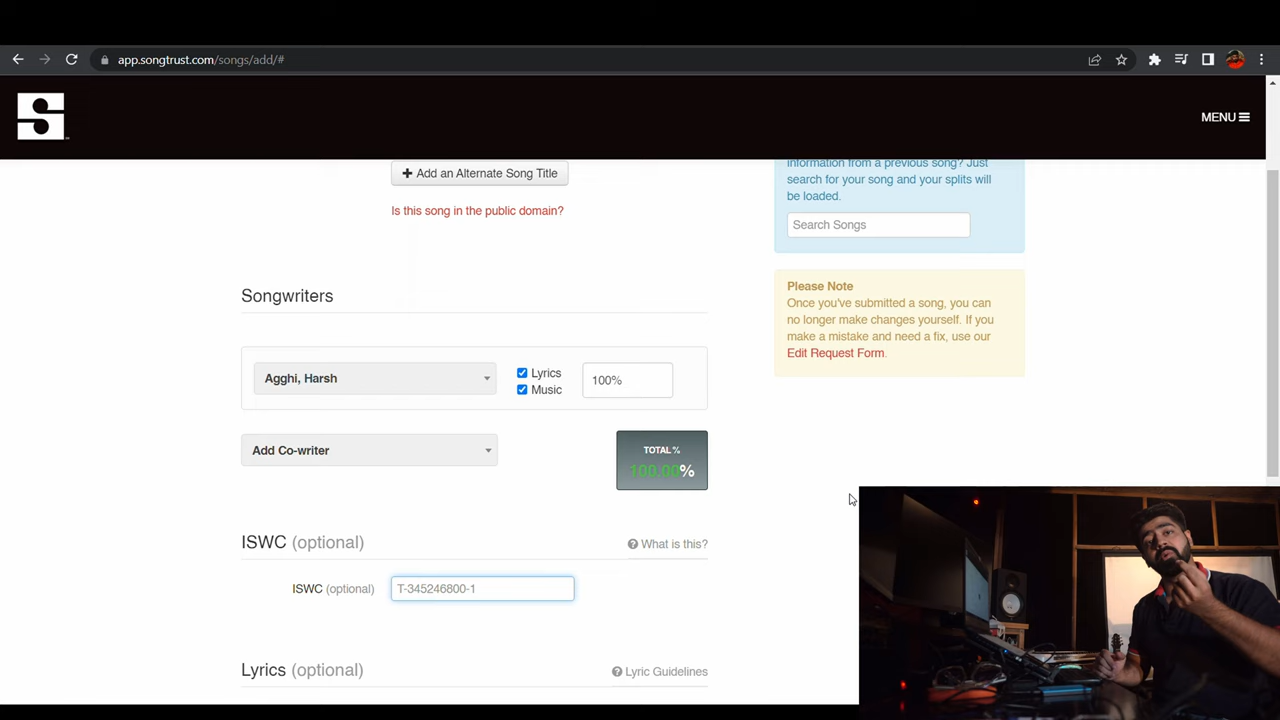 app.songtrust.com/songs/add/#
S
MENU
Add an Alternate Song Title
Is this song in the public domain?
information from a previous song? Just
search for your song and your splits will
be loaded.
Search Songs
Please Note
Once you've submitted a song, you can
no longer make changes yourself. If you
make a mistake and need a fix, use our
Edit Request Form.
Songwriters
Agghi, Harsh
Lyrics
Music
100%
Add Co-writer
TOTAL %
100.00%
ISWC (optional)
What is this?
ISWC (optional)
T-345246800-1
Lyrics (optional)
Lyric Guidelines